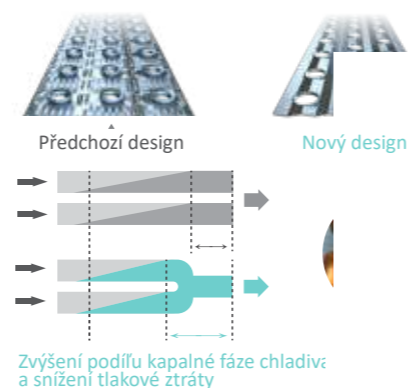 Předchozí design
Nový design
Zvýšení podílu kapalné fáze chladiva
a snížení tlakové ztráty